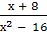 x + 8
x² − 16